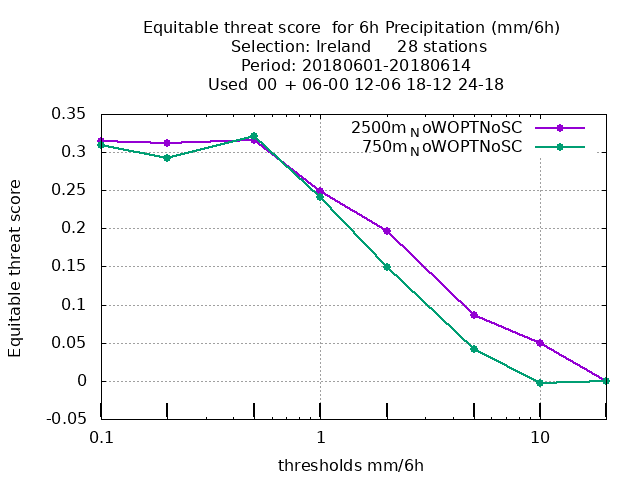 Equitable threat score  for 6h Precipitation (mm/6h)
Selection: Ireland     28 stations
Period: 20180601-20180614
Used  00  + 06-00 12-06 18-12 24-18
2500mNoWOPTNoSC
750mNoWOPTNoSC
Equitable threat score
0.35
0.3
0.25
0.2
0.15
0.1
0.05
0
-0.05
0.1 1 10
thresholds mm/6h